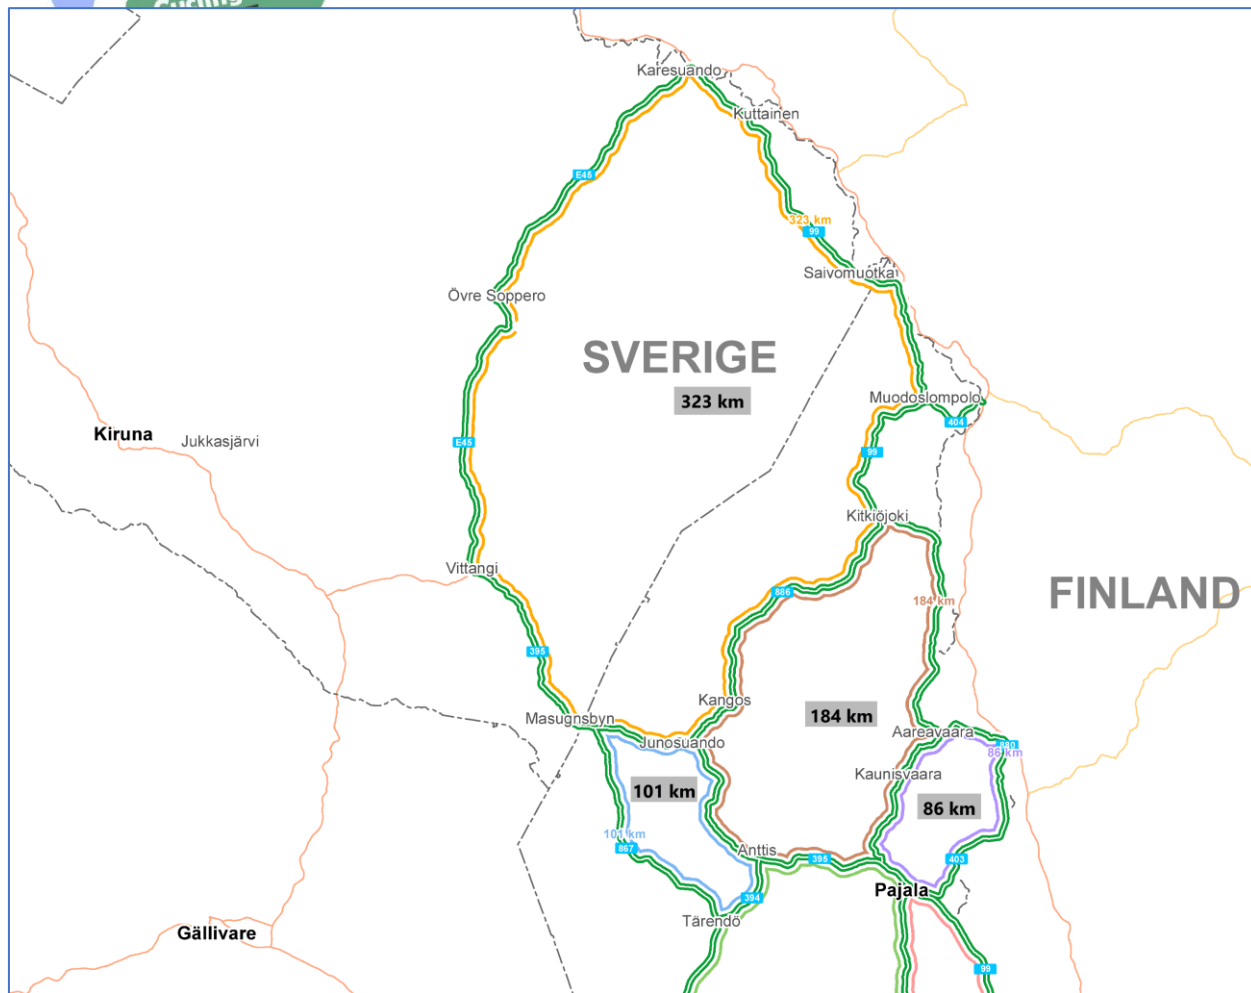 Cycling
Karesuando
Kuttainen
E45
323 km
99
Saivomuotka
Övre Soppero
SVERIGE
323 km
Muodoslompolo
404
Kiruna
Jukkasjärvi
E45
99
Kitkiöjoki
Vittangi
886
184 km
FINLAND
395
Kangos
Masugnsbyn
184 km
Junosuando
Aareavaara
880
86 km
Kaunisvaara
101 km
86 km
101 km
867
Anttis
395
403
Pajala
394
Tärendö
Gällivare
99